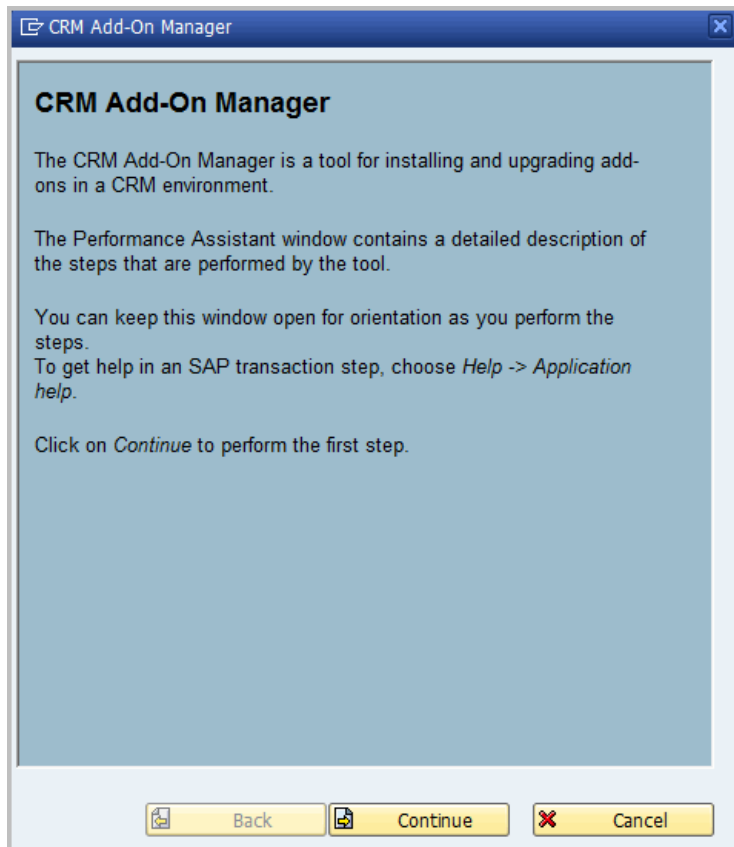 CRM Add-On Manager
CRM Add-On Manager
The CRM Add-On Manager is a tool for installing and upgrading add-
ons in a CRM environment.
The Performance Assistant window contains a detailed description of
the steps that are performed by the tool.
You can keep this window open for orientation as you perform the
steps.
To get help in an SAP transaction step, choose Help -> Application
help.
Click on Continue to perform the first step.
Back
Continue
Cancel